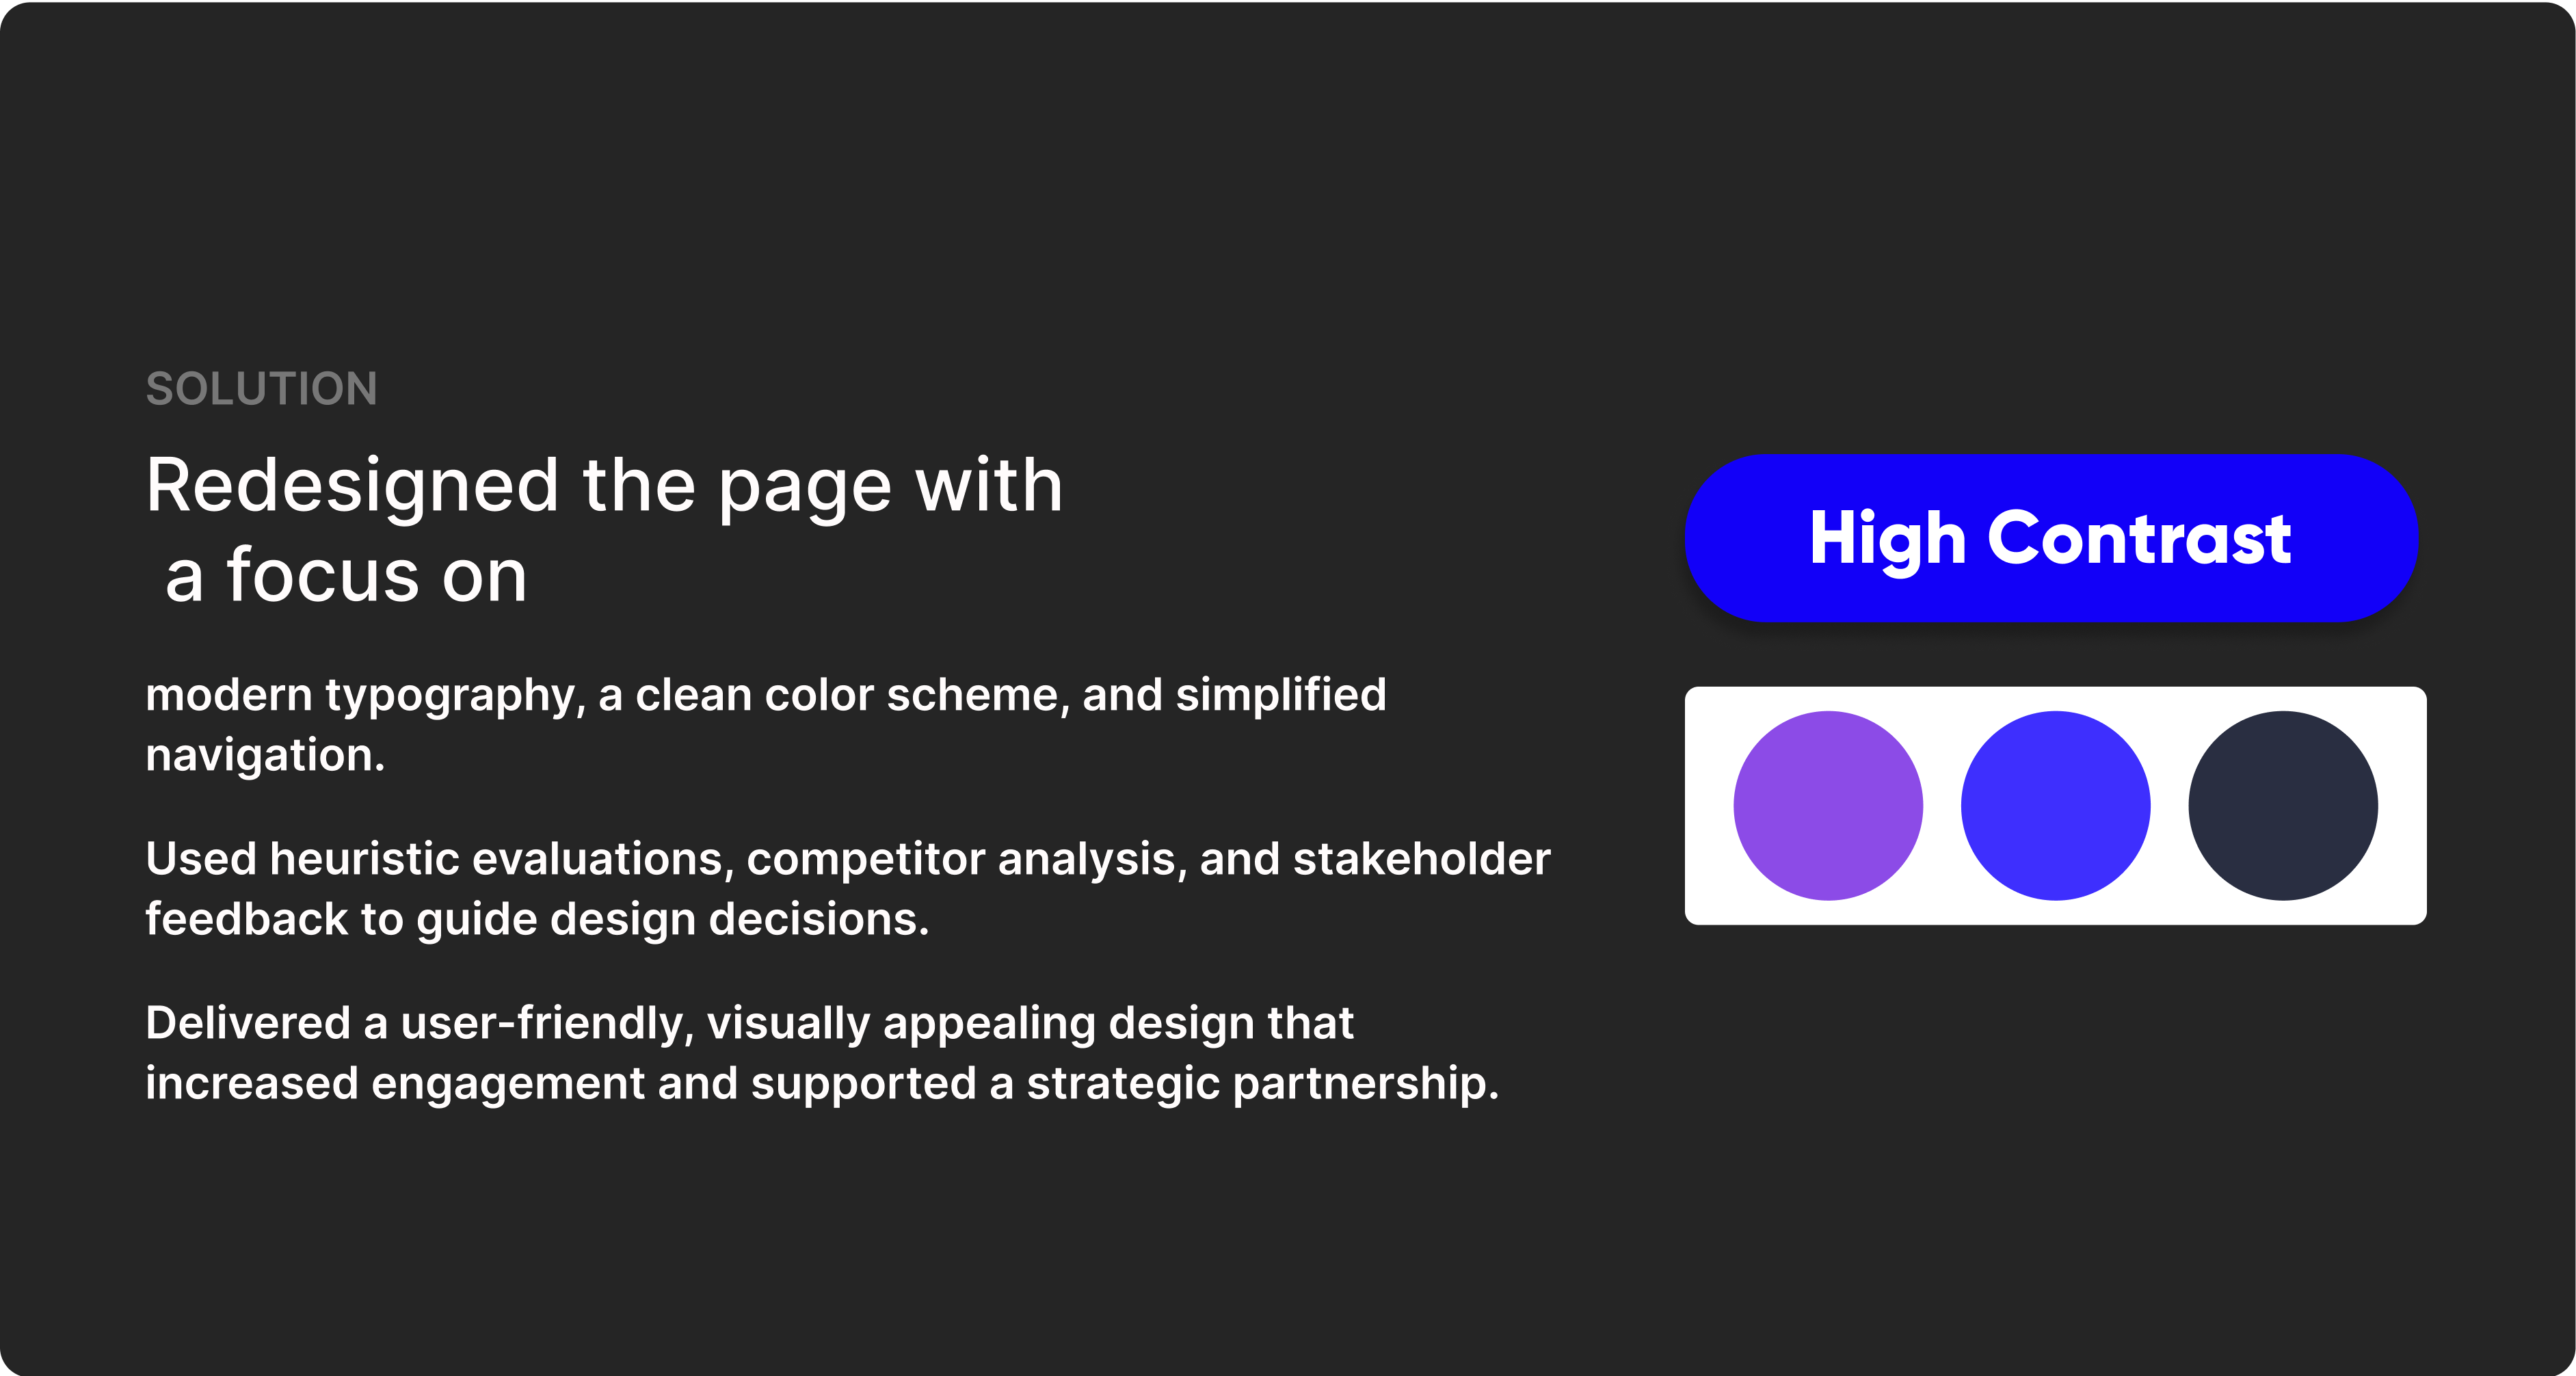 SOLUTION
Redesigned the page with
a focus on
modern typography, a clean color scheme, and simplified
navigation.
Used heuristic evaluations, competitor analysis, and stakeholder
feedback to guide design decisions.
Delivered a user-friendly, visually appealing design that
increased engagement and supported a strategic partnership.
High Contrast